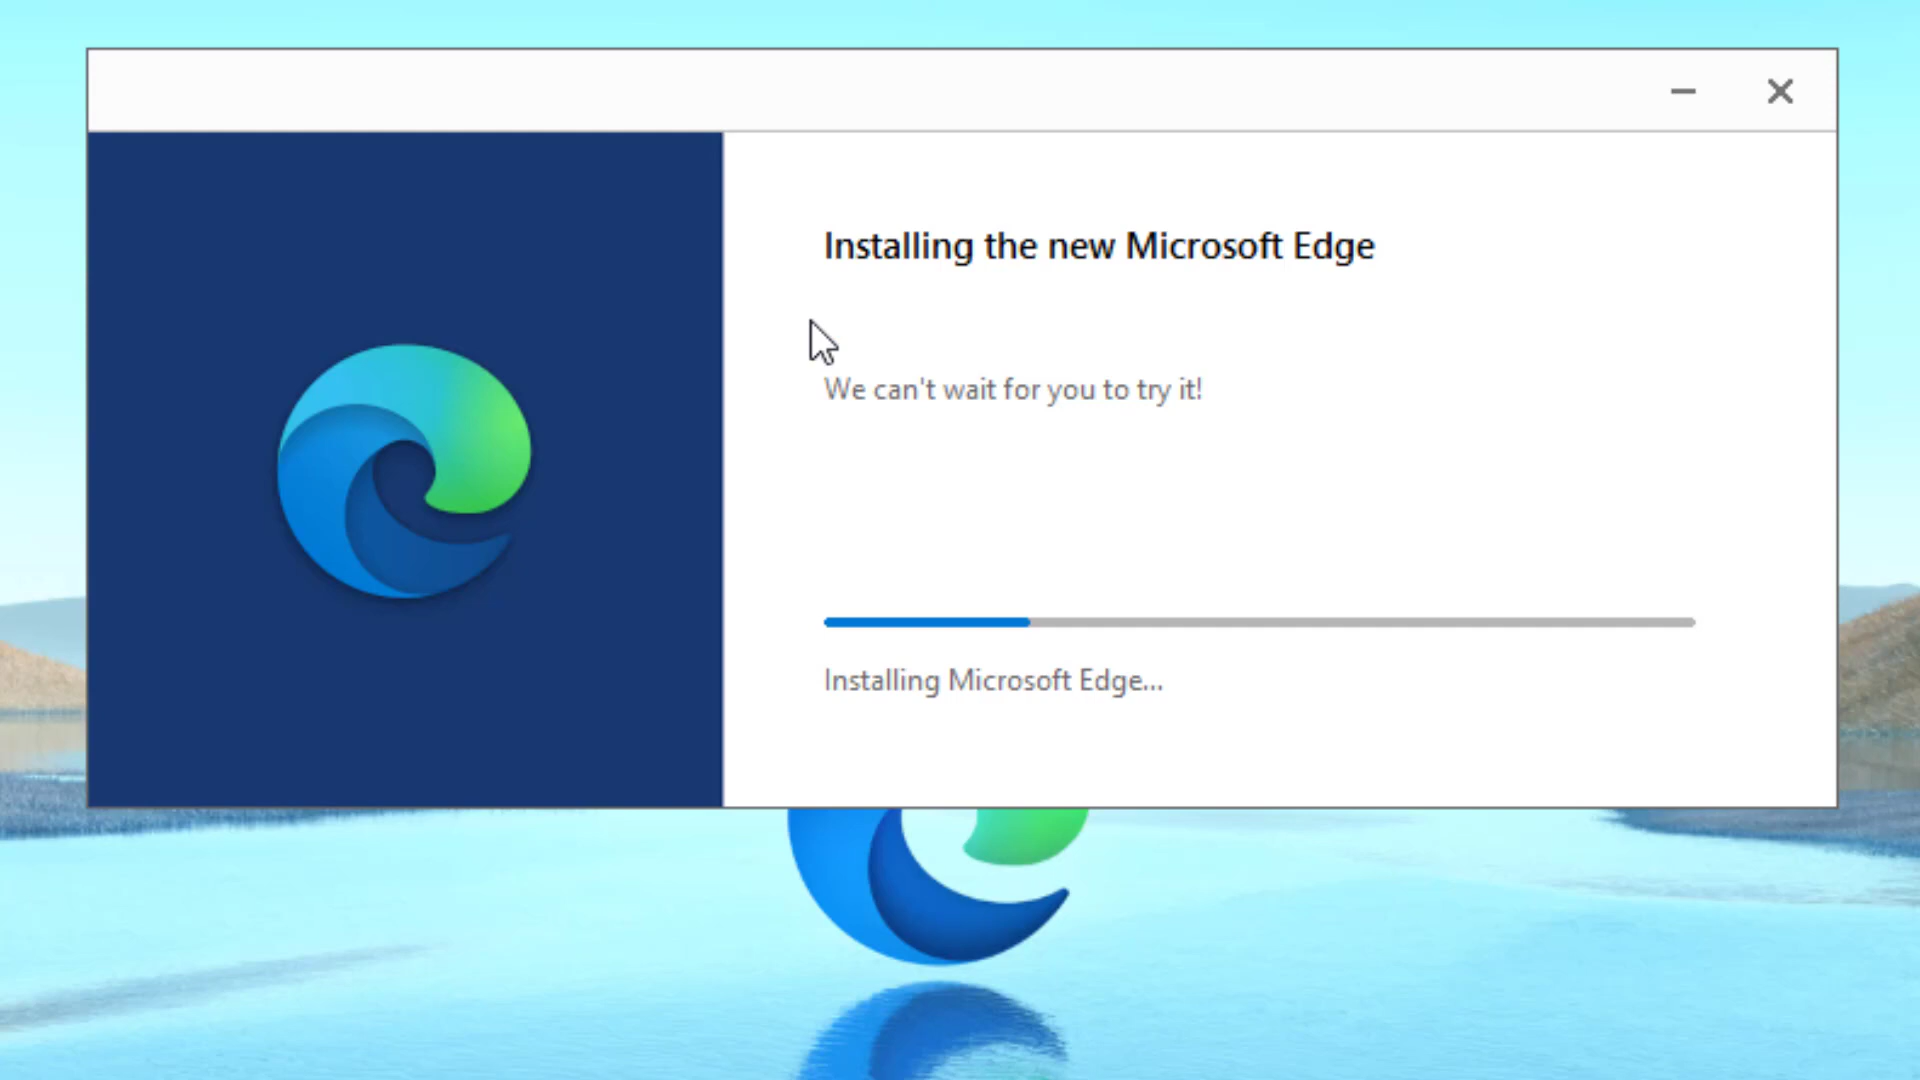 Installing the new Microsoft Edge
We can't wait for you to try it!
Installing Microsoft Edge...